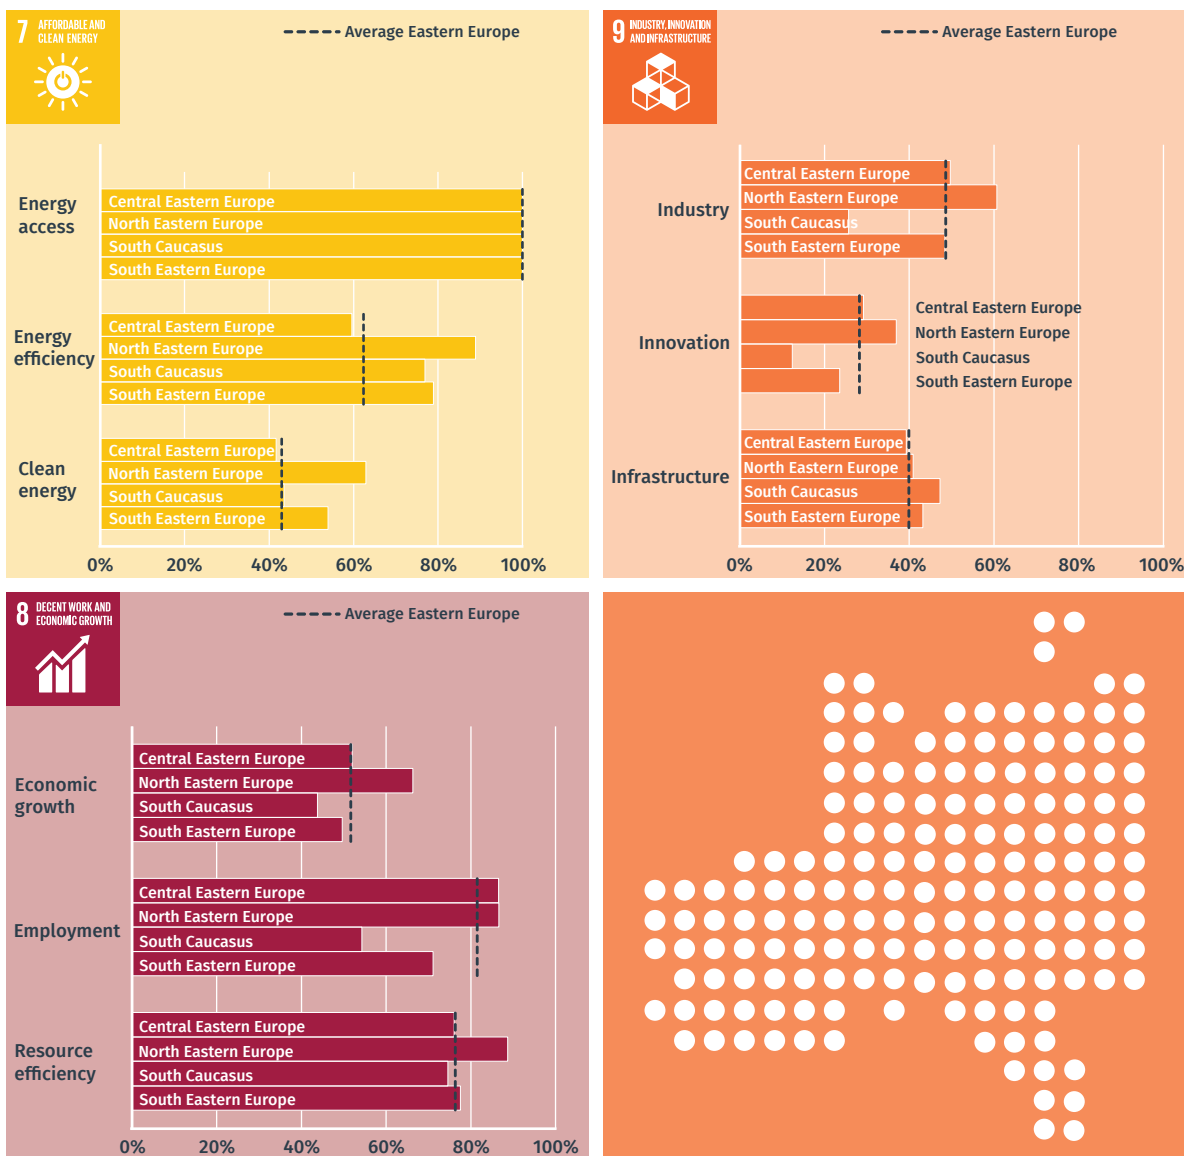 7 AFFORDABLE AND
CLEAN ENERGY
Average Eastern Europe
Energy
access
Central Eastern Europe
North Eastern Europe
South Caucasus
South Eastern Europe
Energy
efficiency
Central Eastern Europe
North Eastern Europe
South Caucasus
South Eastern Europe
Clean
energy
Central Eastern Europe
North Eastern Europe
South Caucasus
South Eastern Europe
0% 20% 40% 60% 80% 100%
9 INDUSTRY, INNOVATION
AND INFRASTRUCTURE
Average Eastern Europe
Industry
Central Eastern Europe
North Eastern Europe
South Caucasus
South Eastern Europe
Innovation
Central Eastern Europe
North Eastern Europe
South Caucasus
South Eastern Europe
Infrastructure
Central Eastern Europe
North Eastern Europe
South Caucasus
South Eastern Europe
0% 20% 40% 60% 80% 100%
8 DECENT WORK AND
ECONOMIC GROWTH
Average Eastern Europe
Economic
growth
Central Eastern Europe
North Eastern Europe
South Caucasus
South Eastern Europe
Employment
Central Eastern Europe
North Eastern Europe
South Caucasus
South Eastern Europe
Resource
efficiency
Central Eastern Europe
North Eastern Europe
South Caucasus
South Eastern Europe
0% 20% 40% 60% 80% 100%